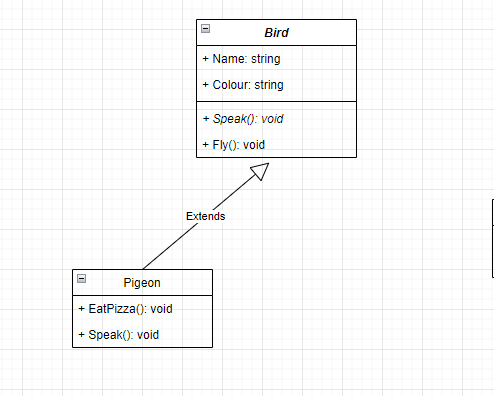 Bird
+ Name: string
+ Colour: string
+ Speak(): void
+ Fly(): void
Extends
Pigeon
+ EatPizza(): void
+ Speak(): void